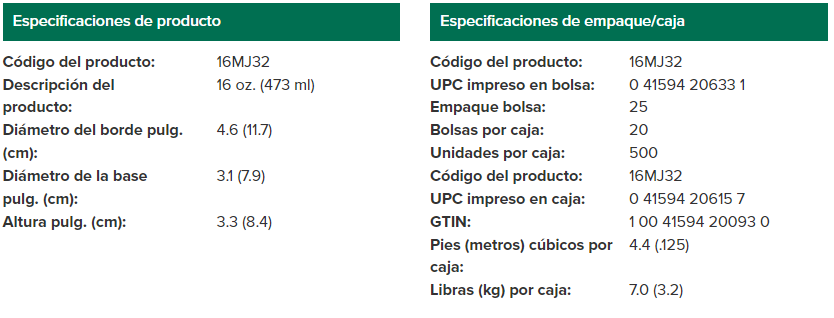 Especificaciones de producto
Código del producto: 16MJ32
Descripción del 16 oz. (473 ml)
producto:
Diámetro del borde pulg. 4.6 (11.7)
(cm):
Diámetro de la base 3.1 (7.9)
pulg. (cm):
Altura pulg. (cm): 3.3 (8.4)
Especificaciones de empaque/caja
Código del producto: 16MJ32
UPC impreso en bolsa: 0 41594 20633 1
Empaque bolsa: 25
Bolsas por caja: 20
Unidades por caja: 500
Código del producto: 16MJ32
UPC impreso en caja: 0 41594 20615 7
GTIN: 1 00 41594 20093 0
Pies (metros) cúbicos por 4.4 (.125)
caja:
Libras (kg) por caja: 7.0 (3.2)